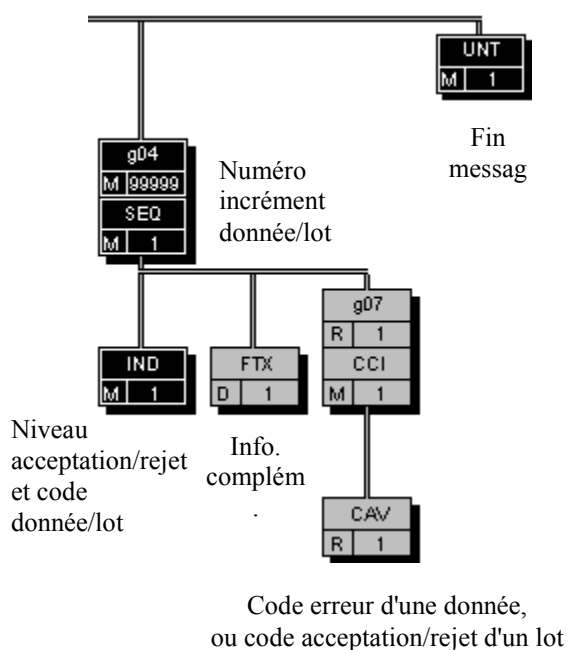 UNT
M 1
Fin
messag
g04
M 99999
SEQ
M 1
Numéro
incrément
donnée/lot
g07
R 1
CCI
M 1
IND
M 1
FTX
D 1
Niveau
acceptation/rejet
et code
donnée/lot
Info.
complém
.
CAV
R 1
Code erreur d'une donnée,
ou code acceptation/rejet d'un lot